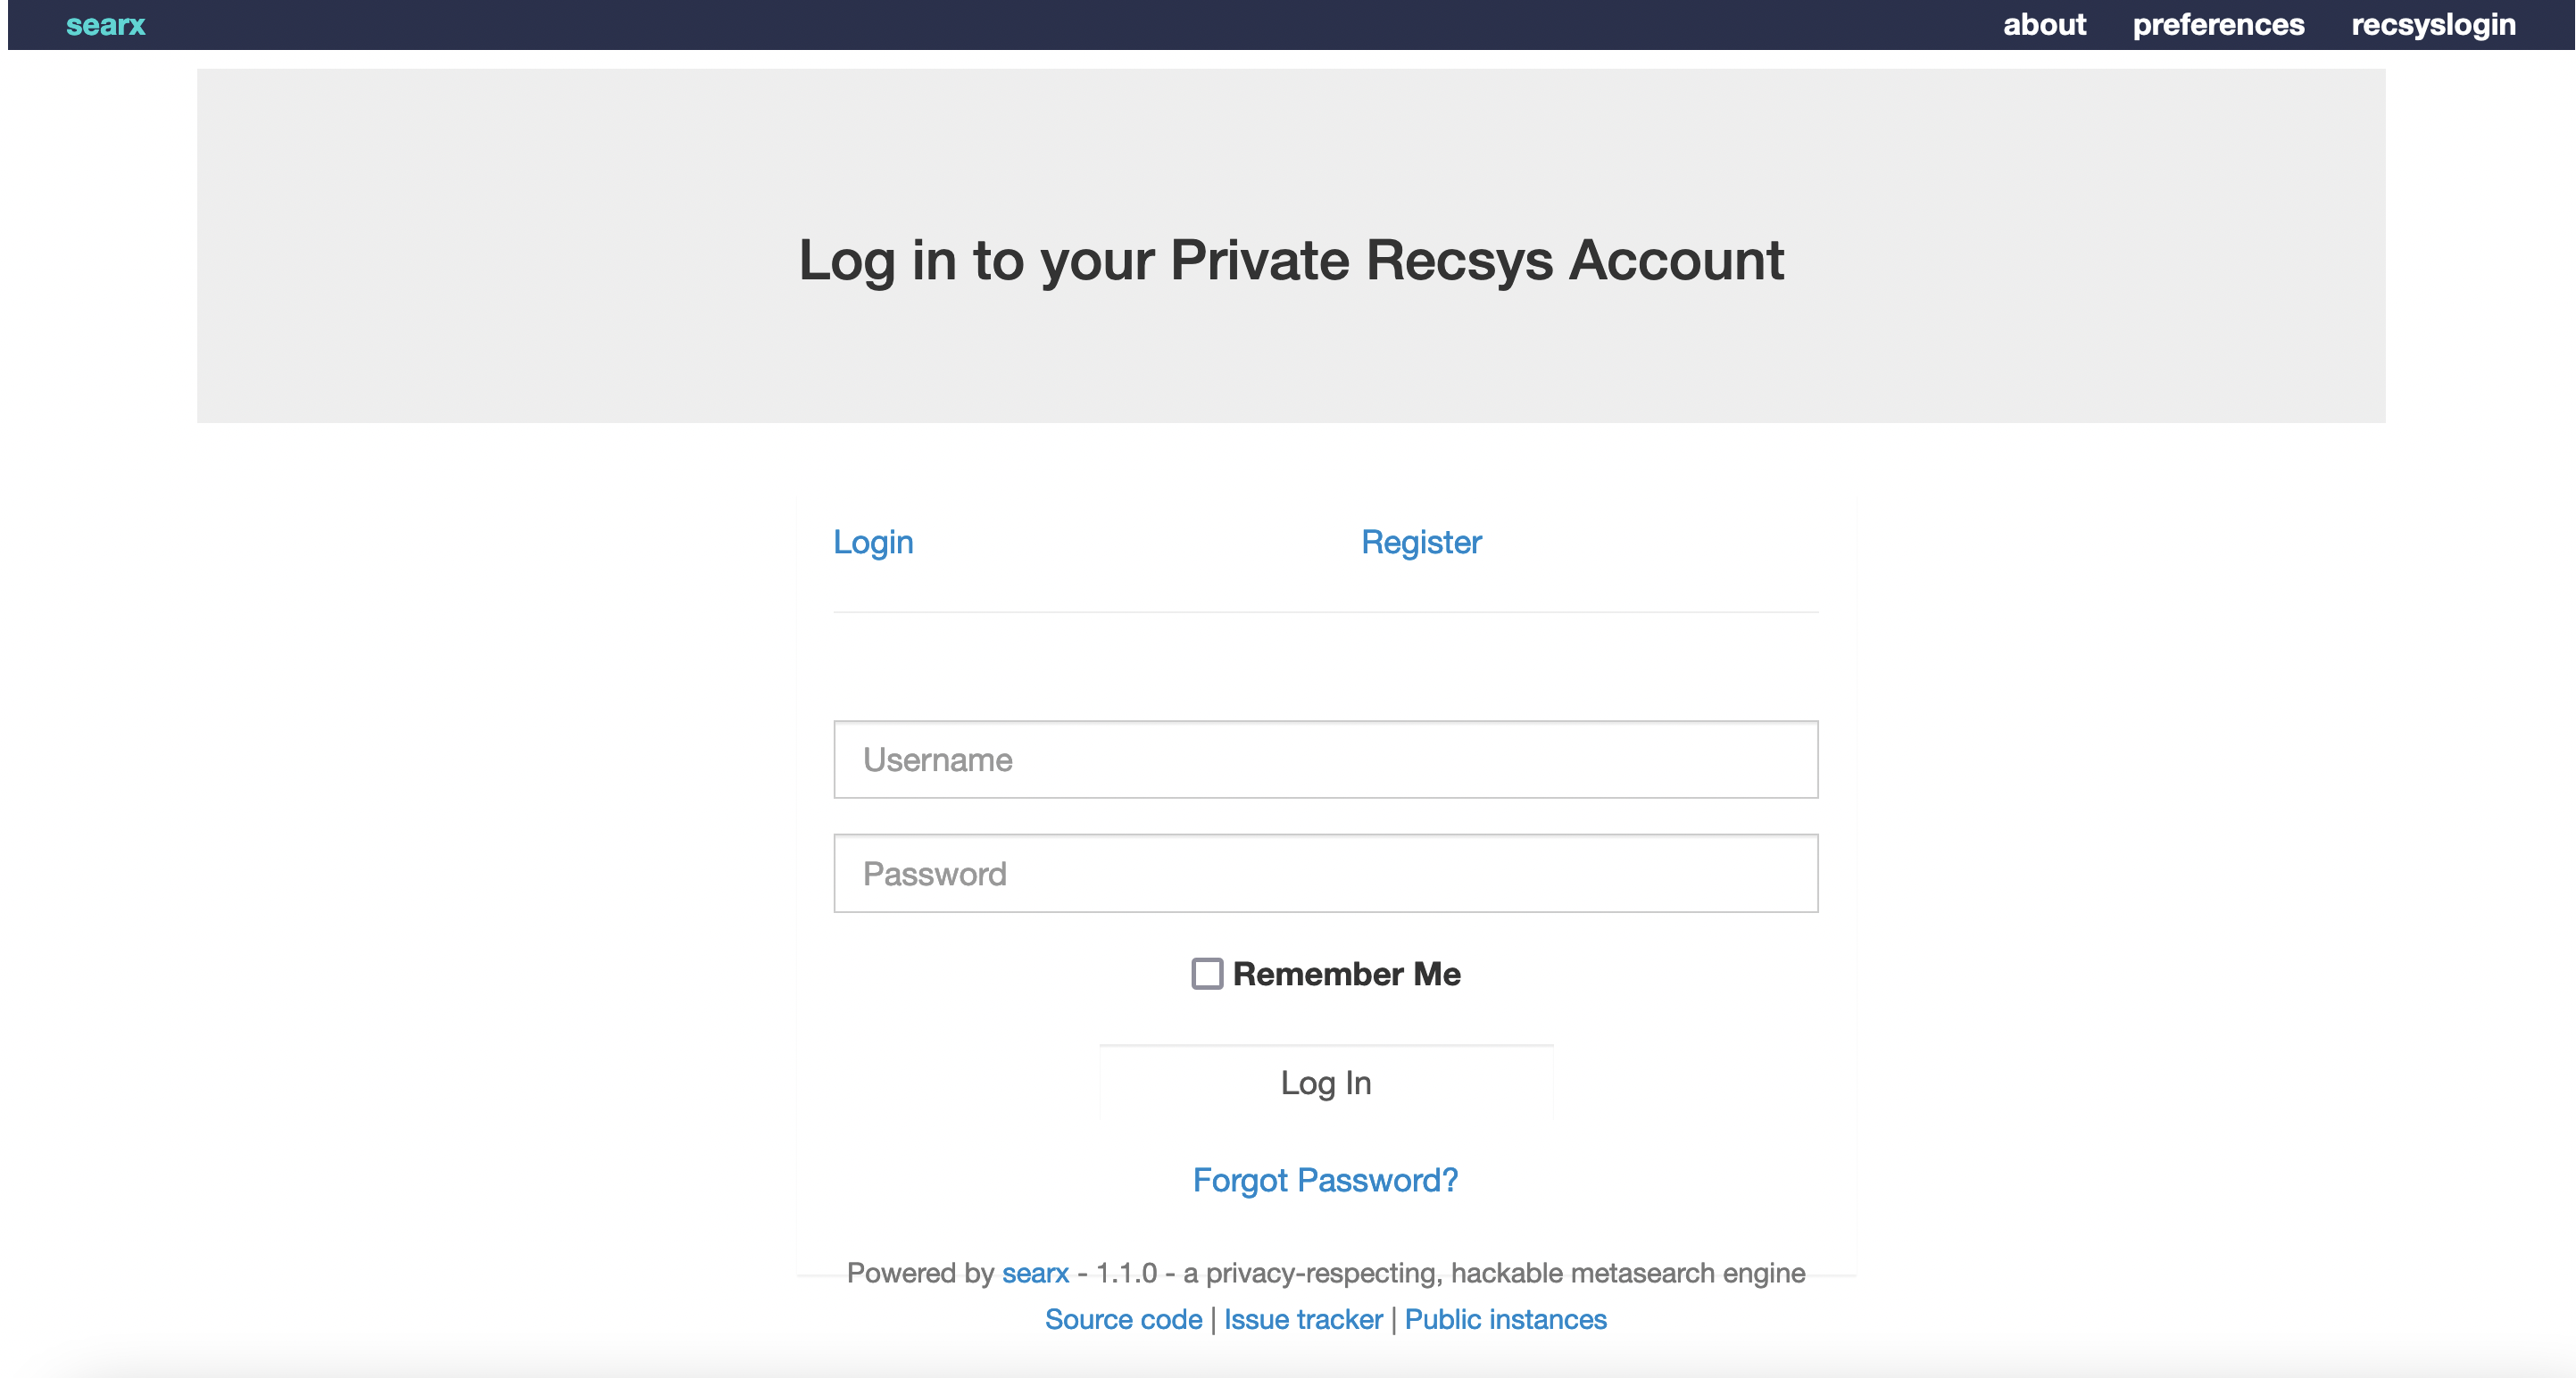 searx about preferences recsyslogin
Log in to your Private Recsys Account
Login Register
Username
Password
Remember Me
Log In
Forgot Password?
Powered by searx - 1.1.0 - a privacy-respecting, hackable metasearch engine
Source code | Issue tracker | Public instances